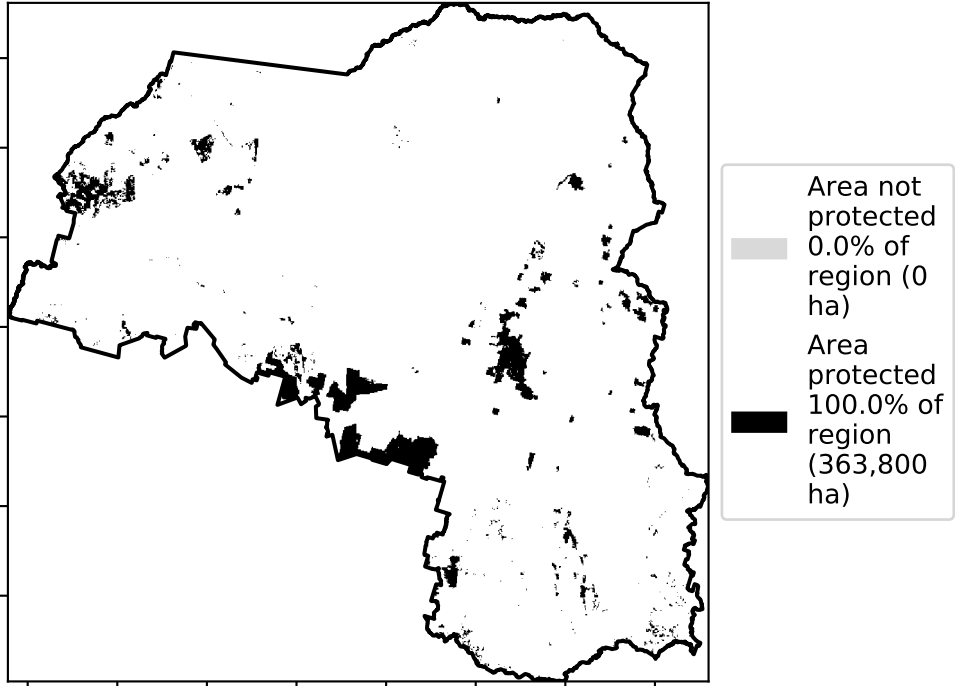 Area not
protected
0.0% of
region (0
ha)
Area
protected
100.0% of
region
(363,800
ha)